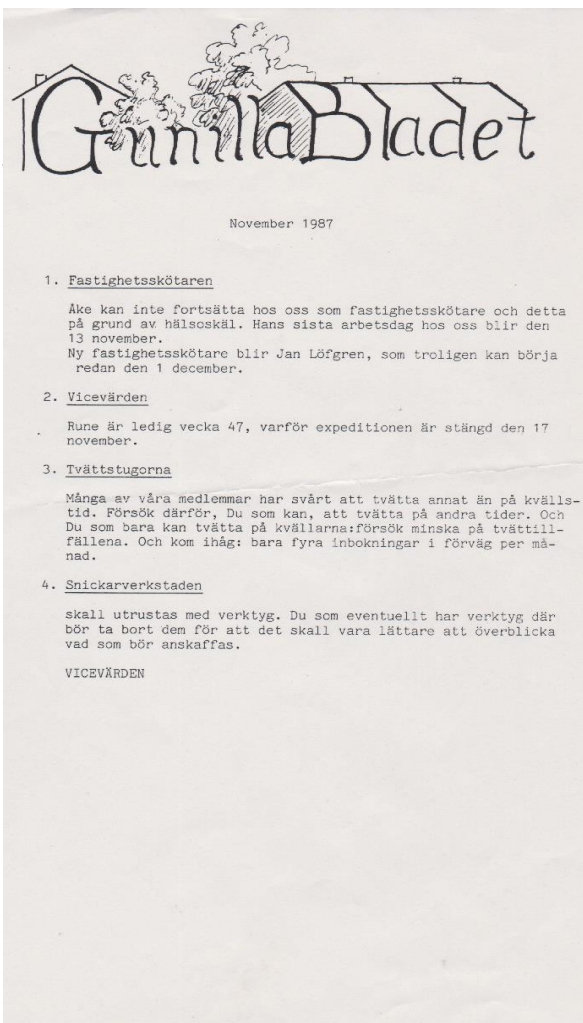 GunillaBladet
November 1987
1. Fastighetsskötaren
Åke kan inte fortsätta hos oss som fastighetsskötare och detta
på grund av hälsoskäl. Hans sista arbetsdag hos oss blir den
13 november.
Ny fastighetsskötare blir Jan Löfgren, som troligen kan börja
redan den 1 december.
2. Vicevärden
Rune är ledig vecka 47, varför expeditionen är stängd den 17
november.
3. Tvättstugorna
Många av våra medlemmar har svårt att tvätta annat än på kvälls-
tid. Försök därför, Du som kan, att tvätta på andra tider. Och
Du som bara kan tvätta på kvällarna:försök minska på tvättill-
fällena. Och kom ihåg: bara fyra inbokningar i förväg per må-
nad.
4. Snickarverkstaden
skall utrustas med verktyg. Du som eventuellt har verktyg där
bör ta bort dem för att det skall vara lättare att överblicka
vad som bör anskaffas.
VICEVÄRDEN